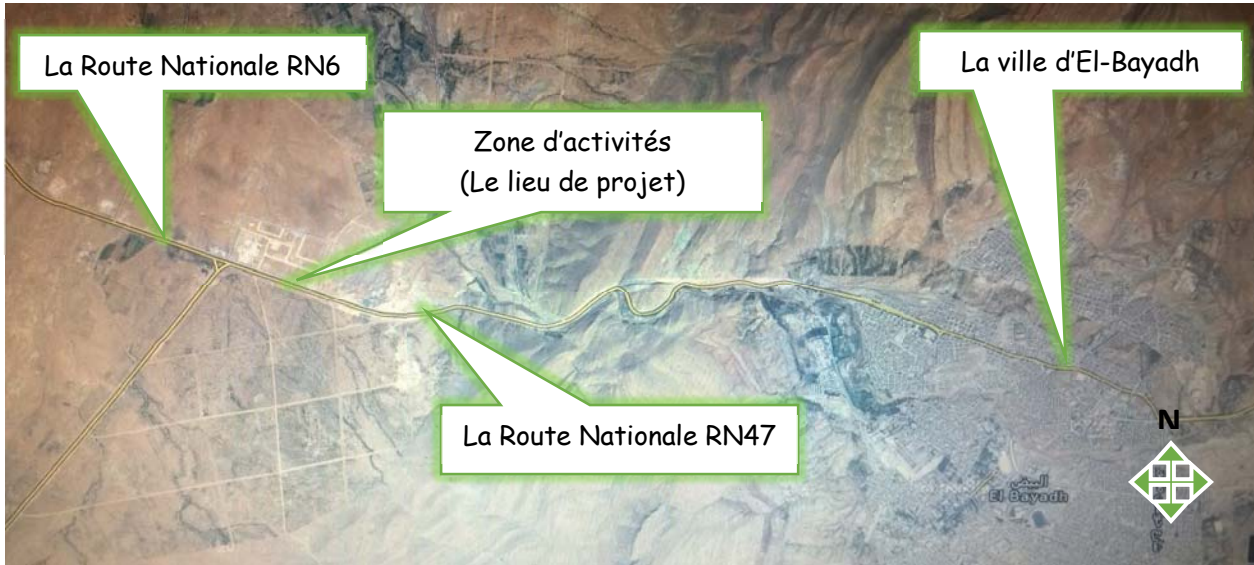 La Route Nationale RN6
La ville d'El-Bayadh
Zone d'activités
(Le lieu de projet)
La Route Nationale RN47
N
البيض
El Bayadh